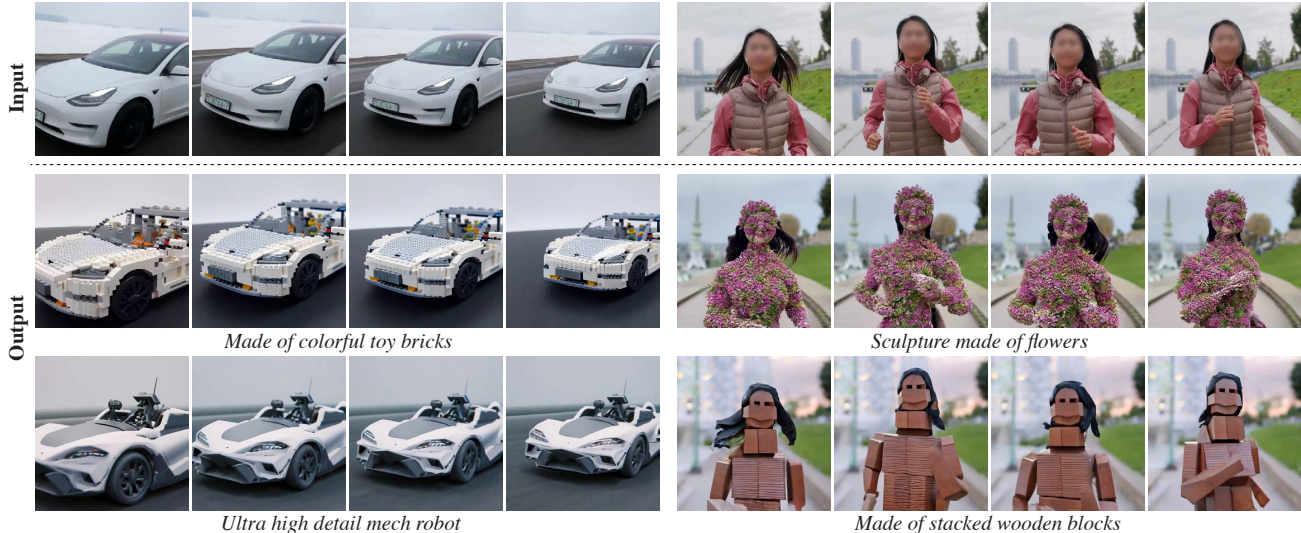 Input
Output
Made of colorful toy bricks
Sculpture made of flowers
Ultra high detail mech robot
Made of stacked wooden blocks